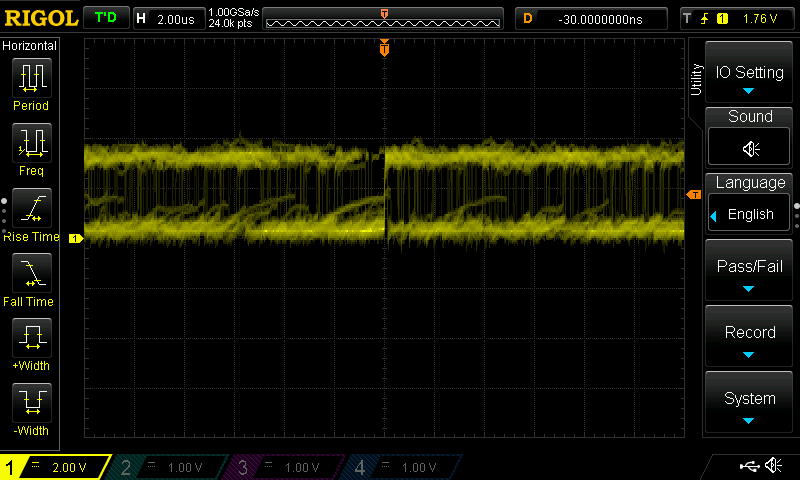 RIGOL T'D H 2.00us 1.00GSa/s
24.0k pts
T
D -30.0000000ns T 1 1.76 V
Horizontal
Period
Freq
Rise Time
Fall Time
+Width
-Width
T
1
T
Utility
IO Setting
Sound
Language
English
Pass/Fail
Record
System
1 2.00 V 2 1.00 V 3 1.00 V 4 1.00 V